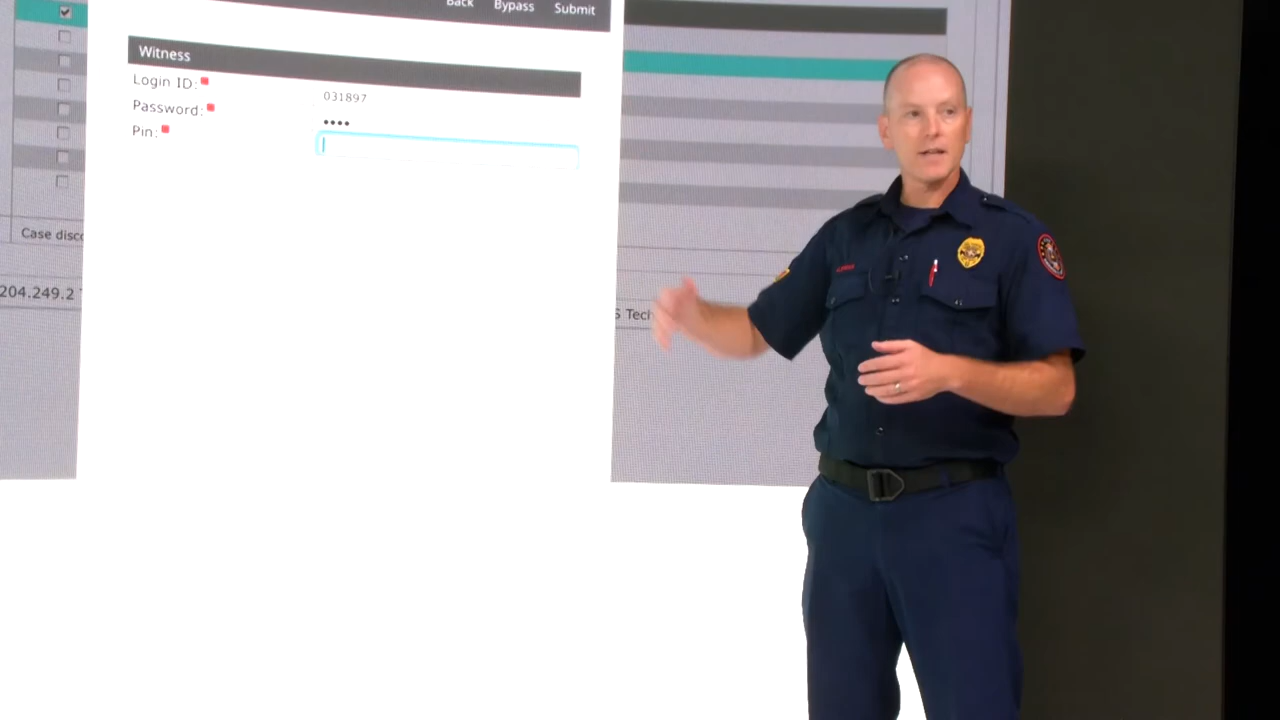 Back Bypass Submit
Witness
Login ID:
031897
Password:
••••
Pin:
Case disc
204.249.2
S Tech